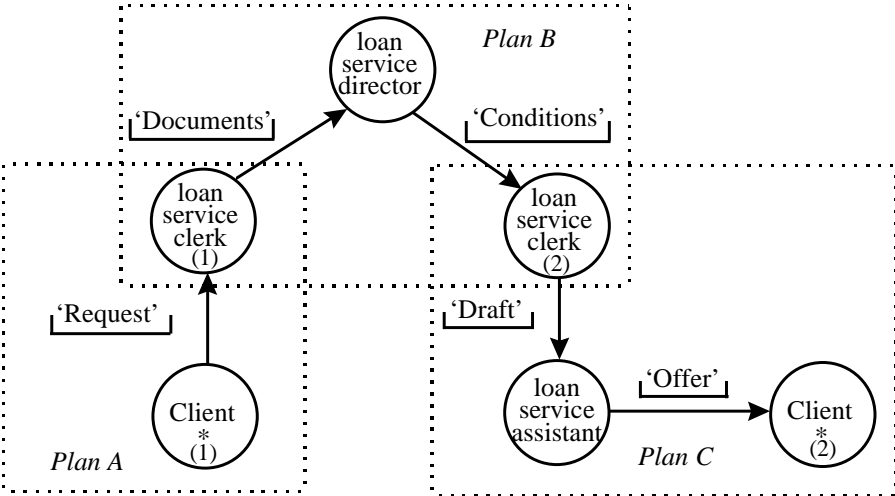 loan
service
director
Plan B
‘Documents’
‘Conditions’
loan
service
clerk
(1)
loan
service
clerk
(2)
‘Request’
‘Draft’
Client
*
(1)
Plan A
loan
service
assistant
‘Offer’
Client
*
(2)
Plan C